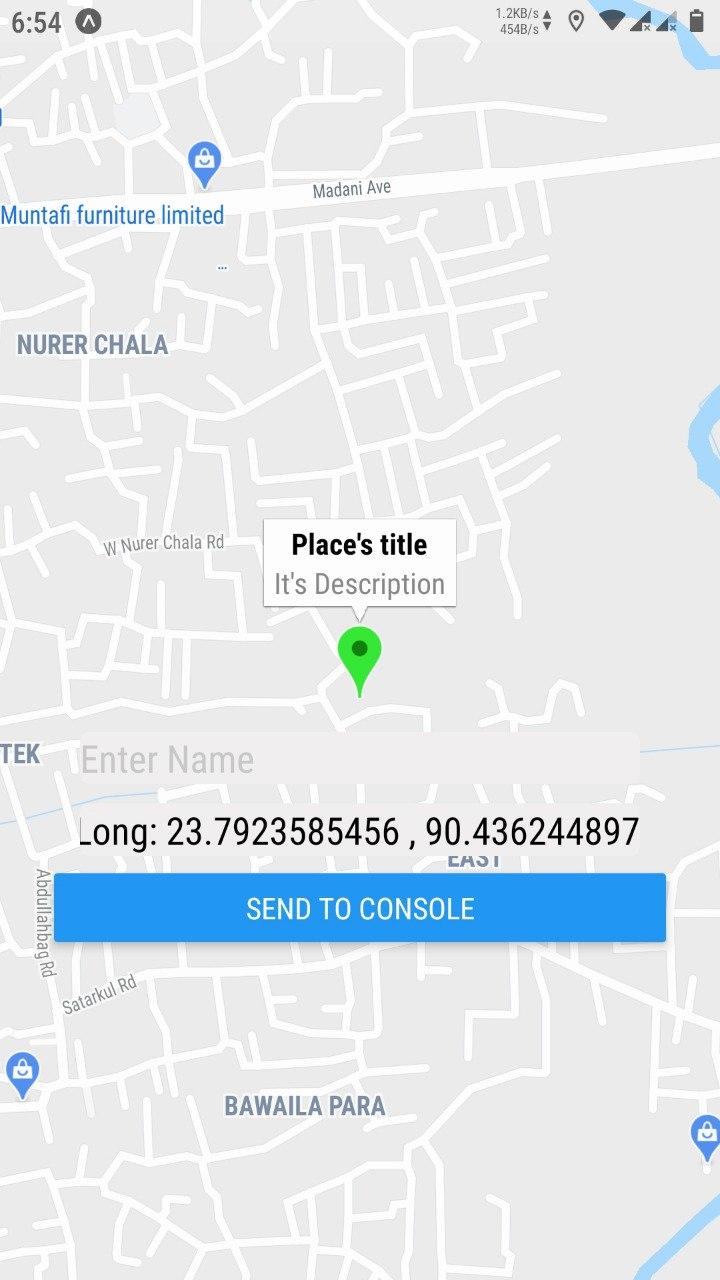 6:54
1.2KB/s
454B/s
Madani Ave
Muntafi furniture limited
...
NURER CHALA
W Nurer Chala Rd
Place's title
It's Description
TEK
Enter Name
Long: 23.7923585456 , 90.436244897
EAST
SEND TO CONSOLE
Abdullahbag Rd
Satarkul Rd
BAWAILA PARA